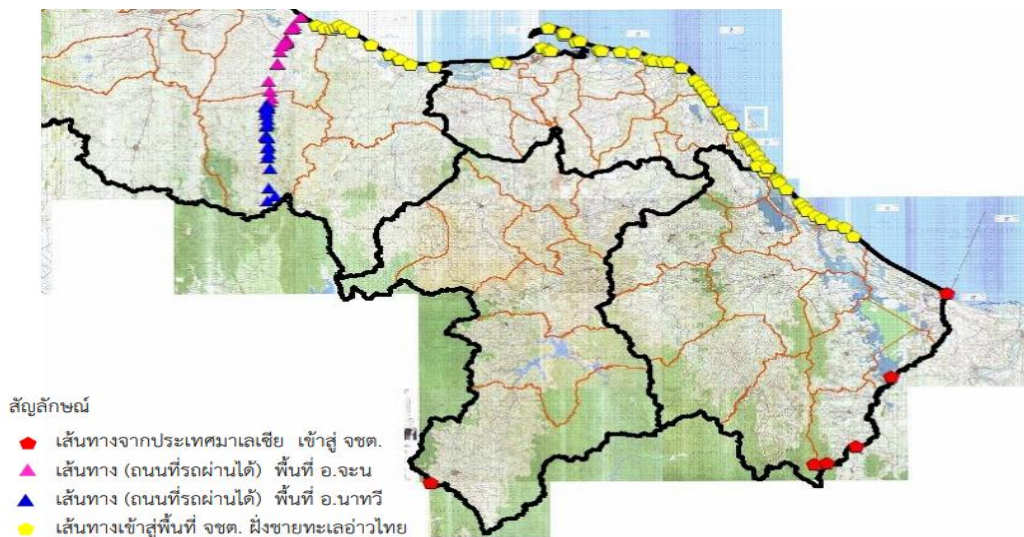 สัญลักษณ์
เส้นทางจากประเทศมาเลเซีย เข้าสู่ จชต.
เส้นทาง (ถนนที่รถผ่านได้) พื้นที่ อ.จะน
เส้นทาง (ถนนที่รถผ่านได้) พื้นที่ อ.นาทวี
เส้นทางเข้าสู่พื้นที่ จชต. ฝั่งชายทะเลอ่าวไทย